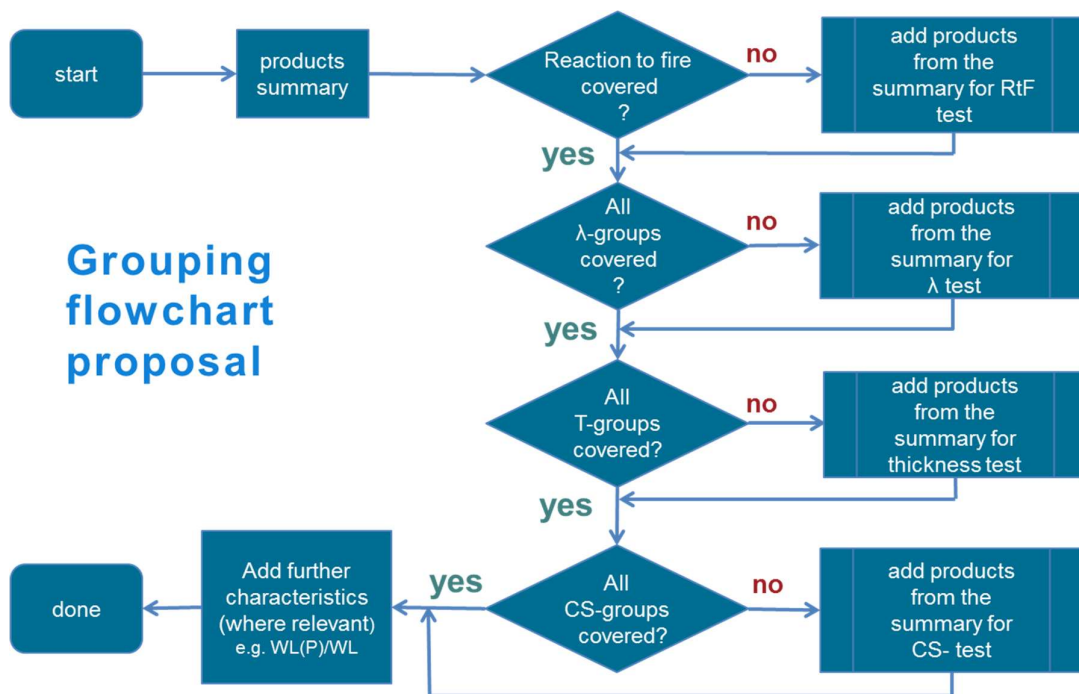 start
products
summary
Reaction to fire
covered
?
no
add products
from the
summary for RtF
test
yes
All
λ-groups
covered
?
no
add products
from the
summary for
λ test
Grouping
flowchart
proposal
yes
All
T-groups
covered?
no
add products
from the
summary for
thickness test
yes
All
CS-groups
covered?
no
add products
from the
summary for
CS- test
yes
Add further
characteristics
(where relevant)
e.g. WL(P)/WL
done